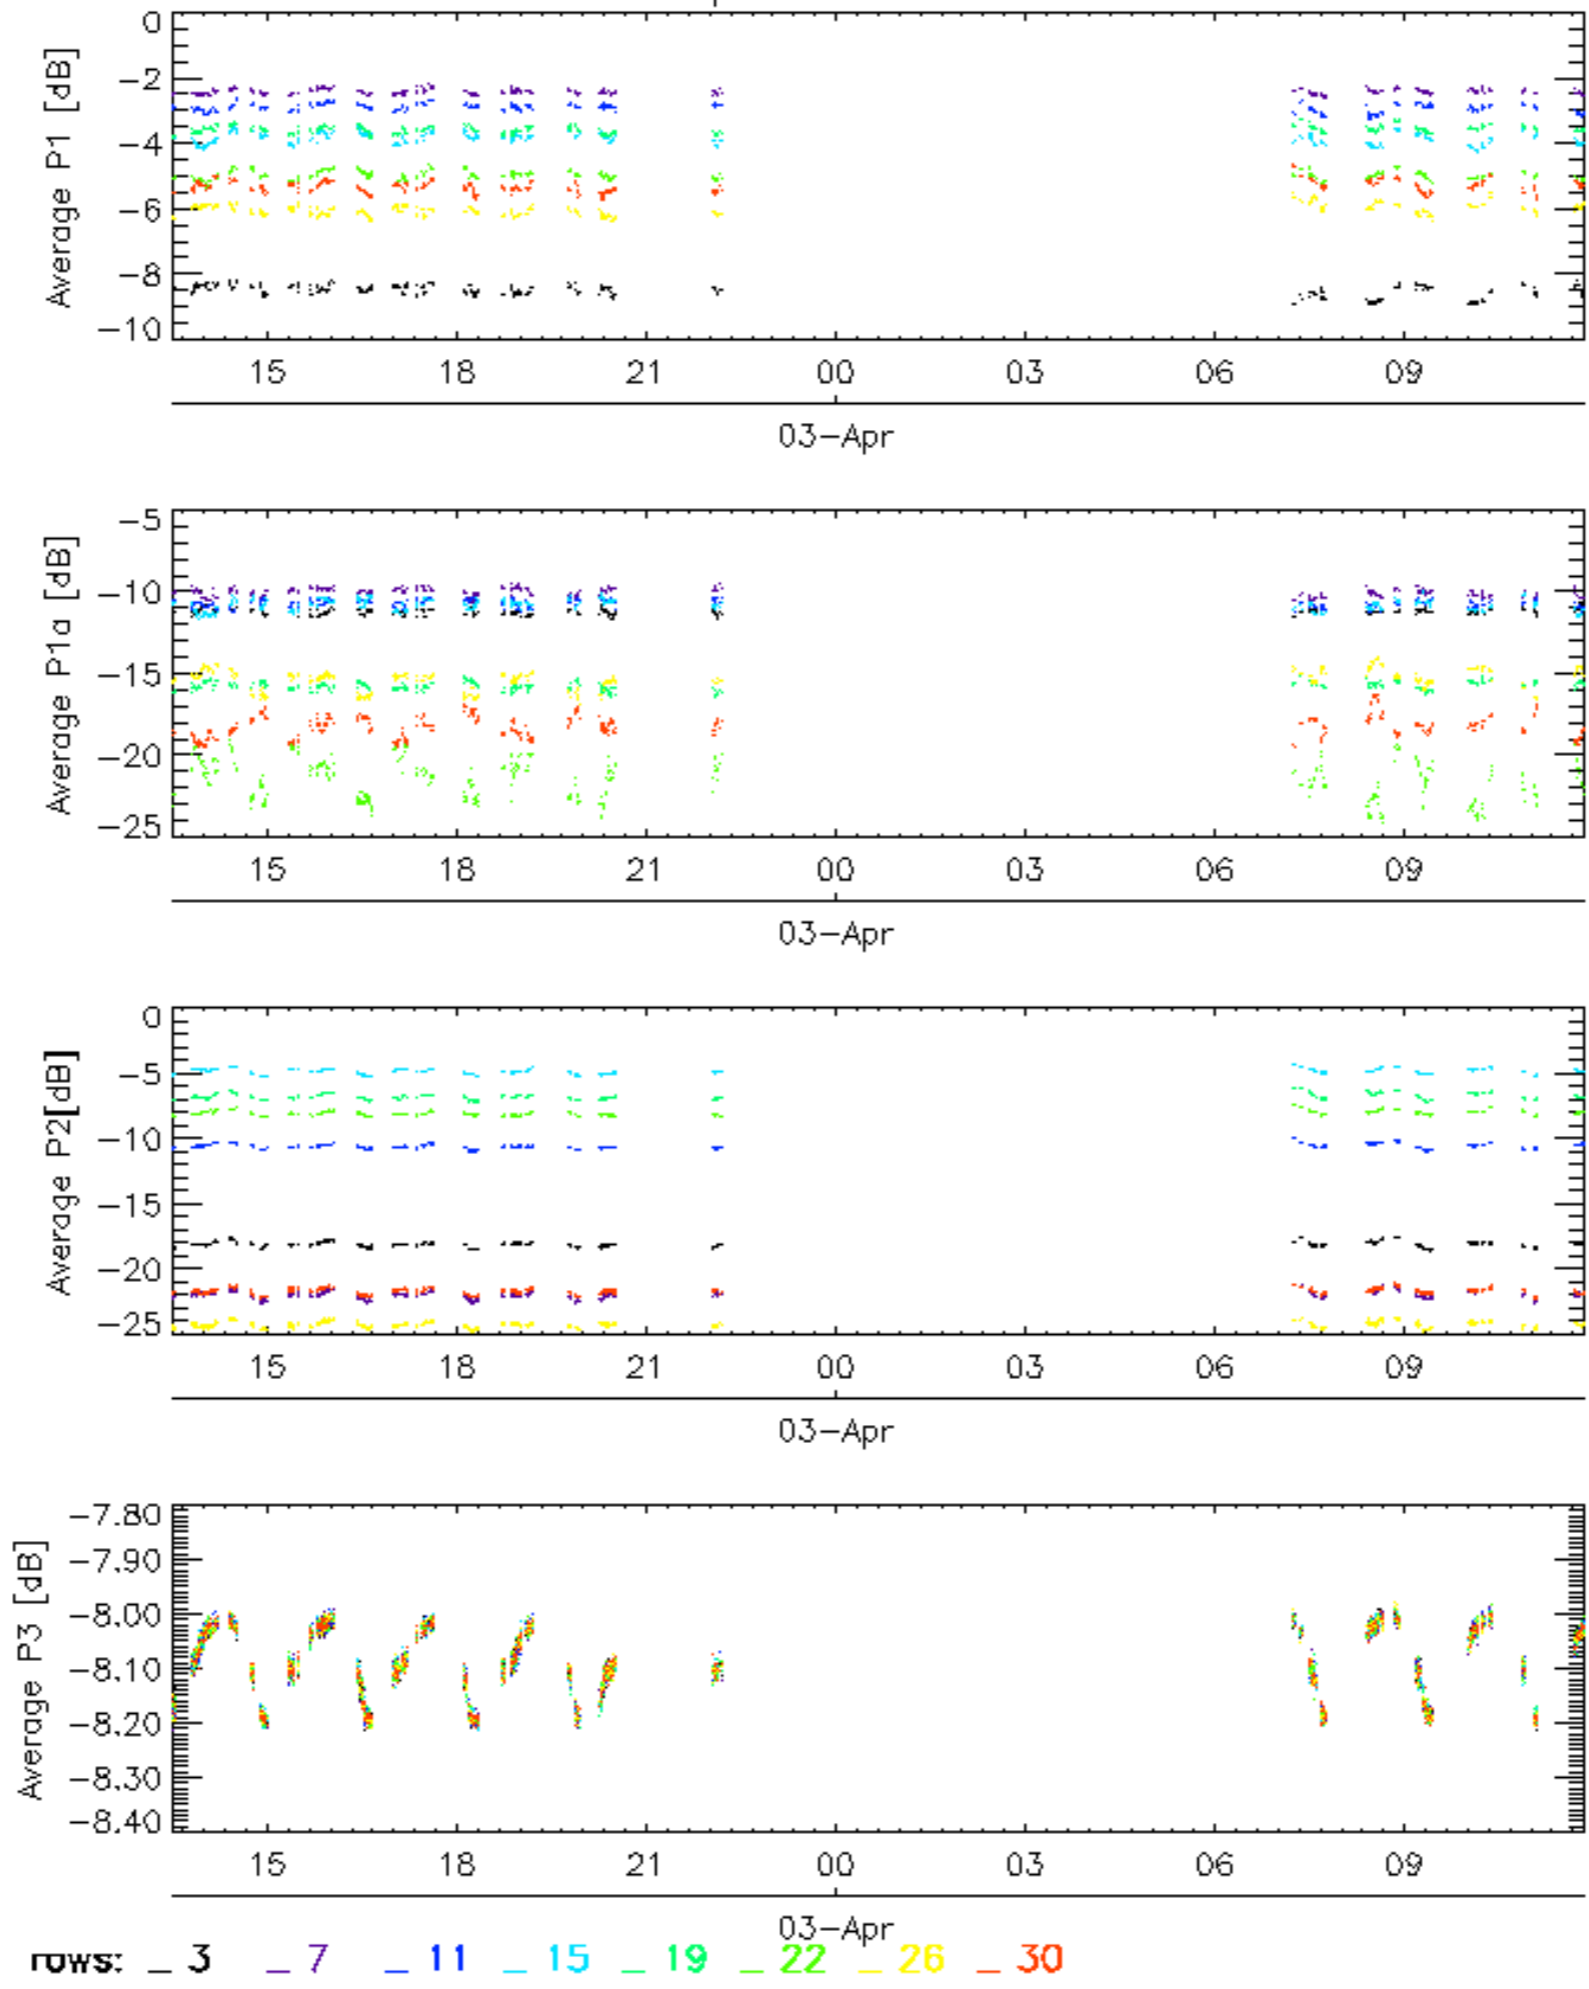 Average P1 [dB]
0
−2
−4
−6
−8
−10
15 18 21 00 03 06 09
03−Apr
Average P1a [dB]
−5
−10
−15
−20
−25
15 18 21 00 03 06 09
03−Apr
Average P2[dB]
0
−5
−10
−15
−20
−25
15 18 21 00 03 06 09
03−Apr
Average P3 [dB]
−7.80
−7.90
−8.00
−8.10
−8.20
−8.30
−8.40
15 18 21 00 03 06 09
03−Apr
rows: _ 3 _ 7 _ 11 _ 15 _ 19 _ 22 _ 26 _ 30